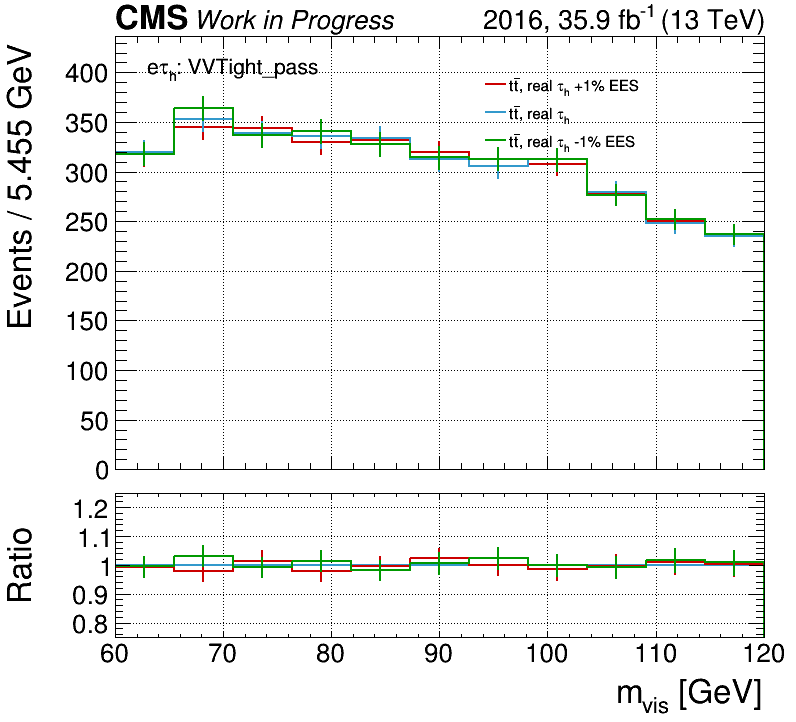 CMS Work in Progress 2016, 35.9 fb⁻¹ (13 TeV)
eτₕ: VVTight_pass
tt̅, real τₕ +1% EES
tt̅, real τₕ
tt̅, real τₕ -1% EES
Events / 5.455 GeV
400
350
300
250
200
150
100
50
0
Ratio
1.2
1.1
1
0.9
0.8
60 70 80 90 100 110 120
m_vis [GeV]